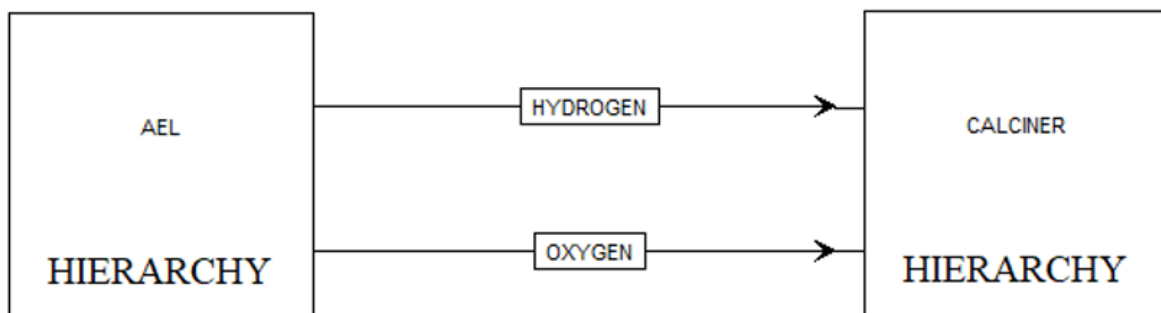 HYDROGEN
AEL
CALCINER
OXYGEN
HIERARCHY
HIERARCHY